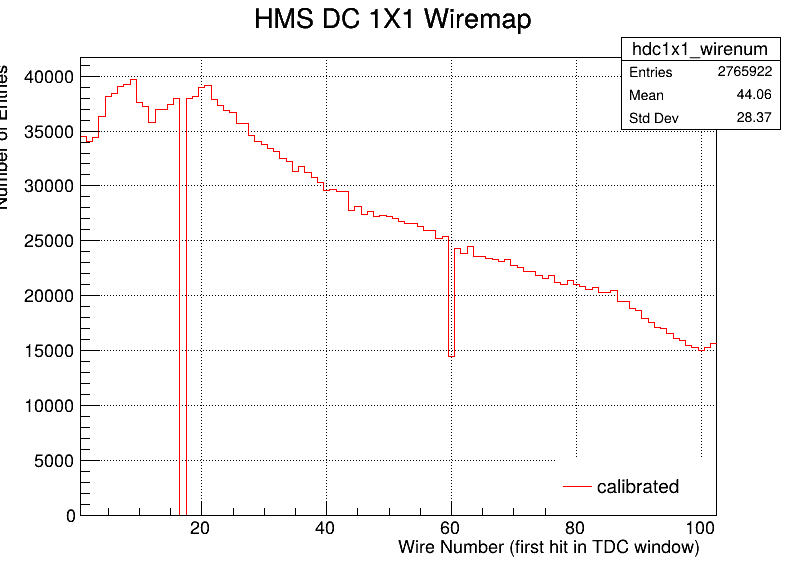 HMS DC 1X1 Wiremap
hdc1x1_wirenum
Entries 2765922
Mean 44.06
Std Dev 28.37
Number of Entries
40000
35000
30000
25000
20000
15000
10000
5000
0
20 40 60 80 100
calibrated
Wire Number (first hit in TDC window)